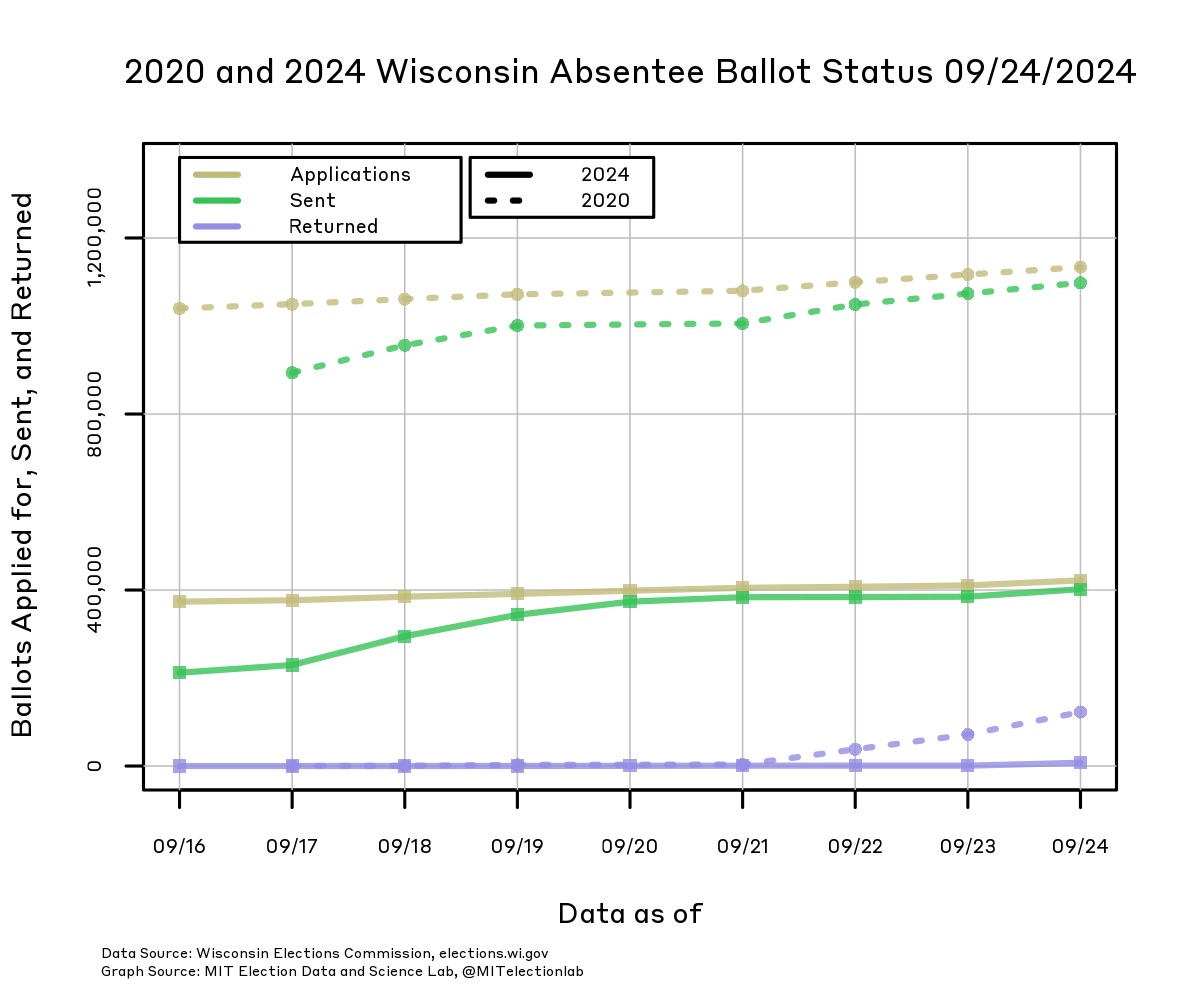 2020 and 2024 Wisconsin Absentee Ballot Status 09/24/2024
Applications
Sent
Returned
2024
2020
Ballots Applied for, Sent, and Returned
1,200,000
800,000
400,000
0
09/16
09/17
09/18
09/19
09/20
09/21
09/22
09/23
09/24
Data as of
Data Source: Wisconsin Elections Commission, elections.wi.gov
Graph Source: MIT Election Data and Science Lab, @MITelectionlab